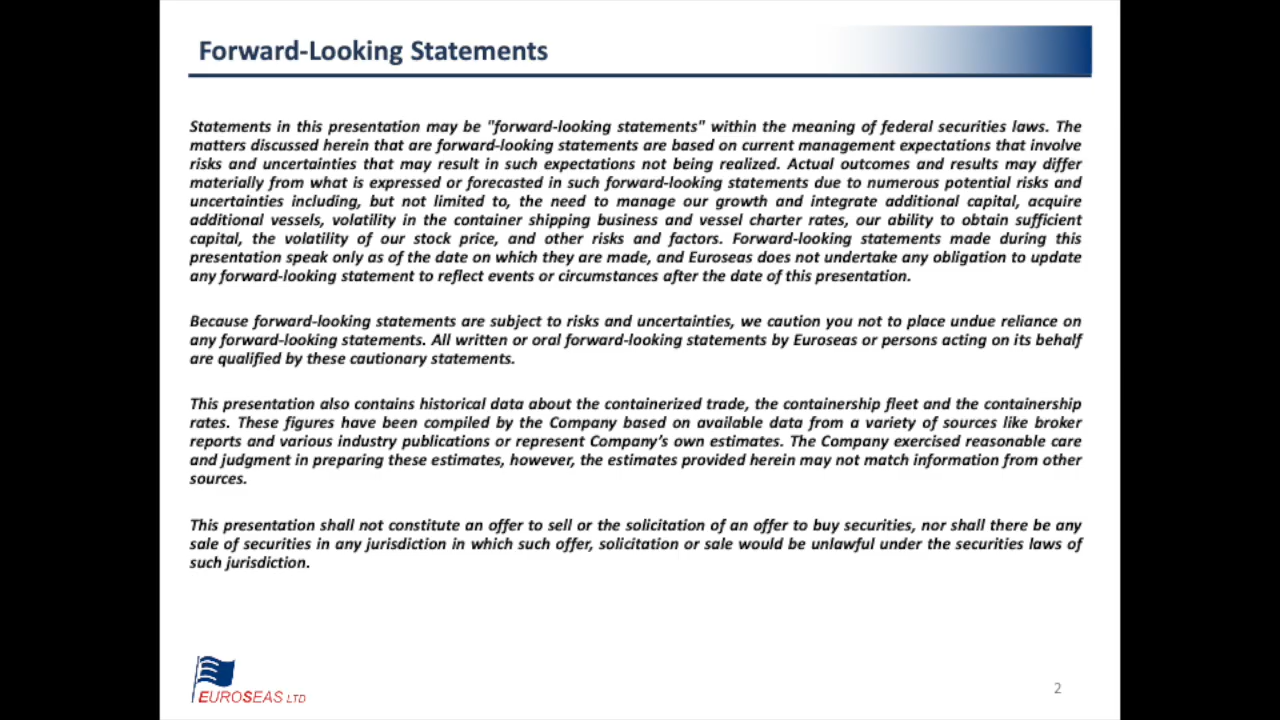 Forward-Looking Statements
Statements in this presentation may be "forward-looking statements" within the meaning of federal securities laws. The
matters discussed herein that are forward-looking statements are based on current management expectations that involve
risks and uncertainties that may result in such expectations not being realized. Actual outcomes and results may differ
materially from what is expressed or forecasted in such forward-looking statements due to numerous potential risks and
uncertainties including, but not limited to, the need to manage our growth and integrate additional capital, acquire
additional vessels, volatility in the container shipping business and vessel charter rates, our ability to obtain sufficient
capital, the volatility of our stock price, and other risks and factors. Forward-looking statements made during this
presentation speak only as of the date on which they are made, and Euroseas does not undertake any obligation to update
any forward-looking statement to reflect events or circumstances after the date of this presentation.
Because forward-looking statements are subject to risks and uncertainties, we caution you not to place undue reliance on
any forward-looking statements. All written or oral forward-looking statements by Euroseas or persons acting on its behalf
are qualified by these cautionary statements.
This presentation also contains historical data about the containerized trade, the containership fleet and the containership
rates. These figures have been compiled by the Company based on available data from a variety of sources like broker
reports and various industry publications or represent Company's own estimates. The Company exercised reasonable care
and judgment in preparing these estimates, however, the estimates provided herein may not match information from other
sources.
This presentation shall not constitute an offer to sell or the solicitation of an offer to buy securities, nor shall there be any
sale of securities in any jurisdiction in which such offer, solicitation or sale would be unlawful under the securities laws of
such jurisdiction.
EUROSEAS LTD
2